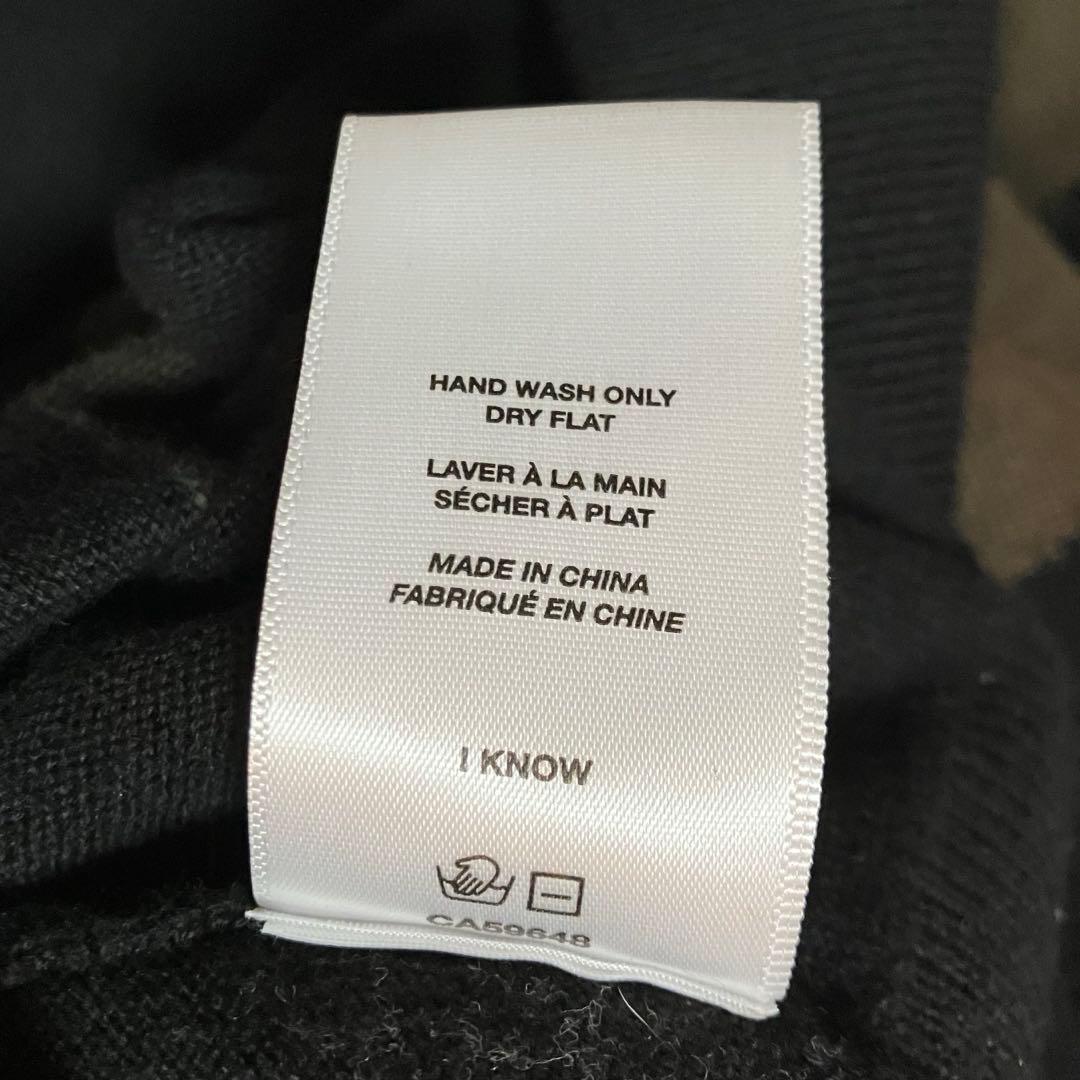 HAND WASH ONLY
DRY FLAT
LAVER À LA MAIN
SÉCHER À PLAT
MADE IN CHINA
FABRIQUÉ EN CHINE
I KNOW
CA59648